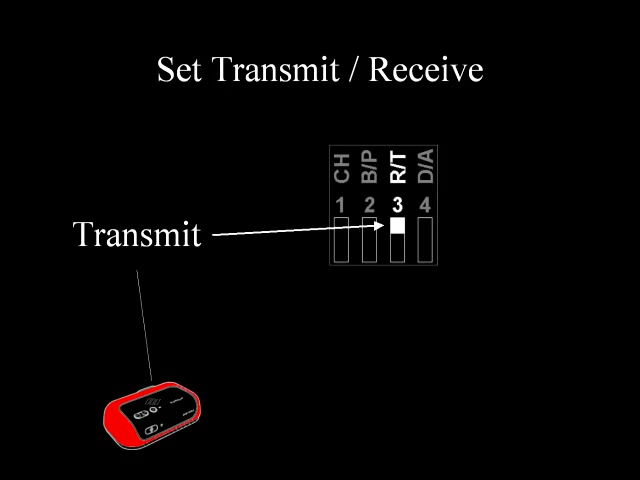 Set Transmit / Receive
CH B/P R/T D/A
1 2 3 4
Transmit